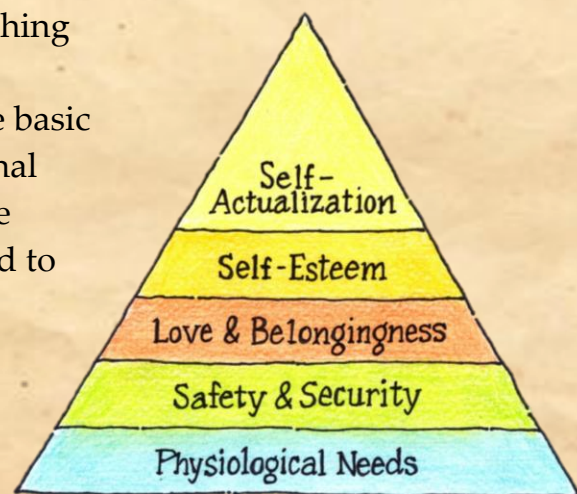 hing
e basic
nal
e
d to
Self-
Actualization
Self-Esteem
Love & Belongingness
Safety & Security
Physiological Needs